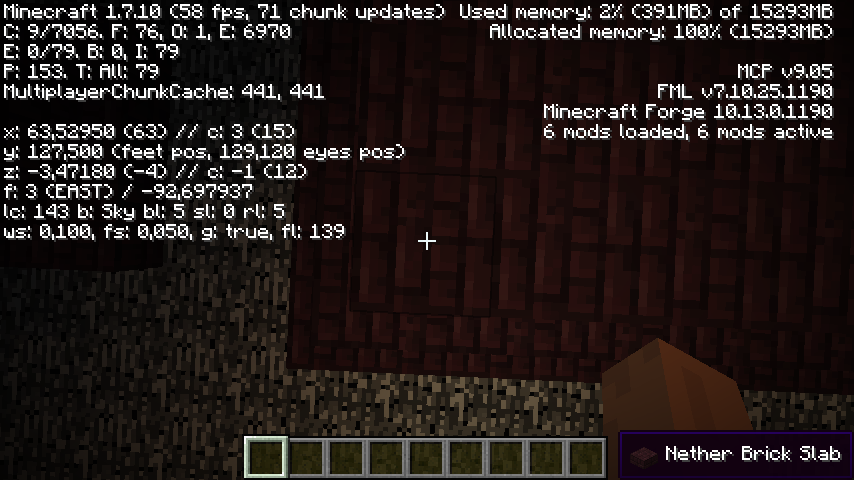 Minecraft 1.7.10 (58 fps, 71 chunk updates)
C: 9/7056. F: 76, O: 1, E: 6970
E: 0/79. B: 0, I: 79
P: 153. T: All: 79
MultiplayerChunkCache: 441, 441
x: 63,52950 (63) // c: 3 (15)
y: 127,500 (feet pos, 129,120 eyes pos)
z: -3,47180 (-4) // c: -1 (12)
f: 3 (EAST) / -92,697937
lc: 143 b: Sky bl: 5 sl: 0 rl: 5
ws: 0,100, fs: 0,050, g: true, fl: 139
Used memory: 2% (391MB) of 15293MB
Allocated memory: 100% (15293MB)
MCP v9.05
FML v7.10.25.1190
Minecraft Forge 10.13.0.1190
6 mods loaded, 6 mods active
Nether Brick Slab